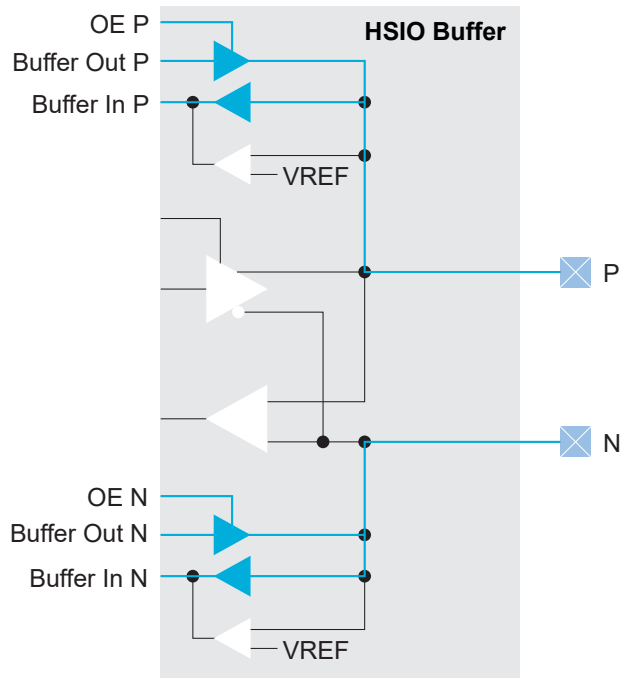 OE P
HSIO Buffer
Buffer Out P
Buffer In P
VREF
P
N
OE N
Buffer Out N
Buffer In N
VREF